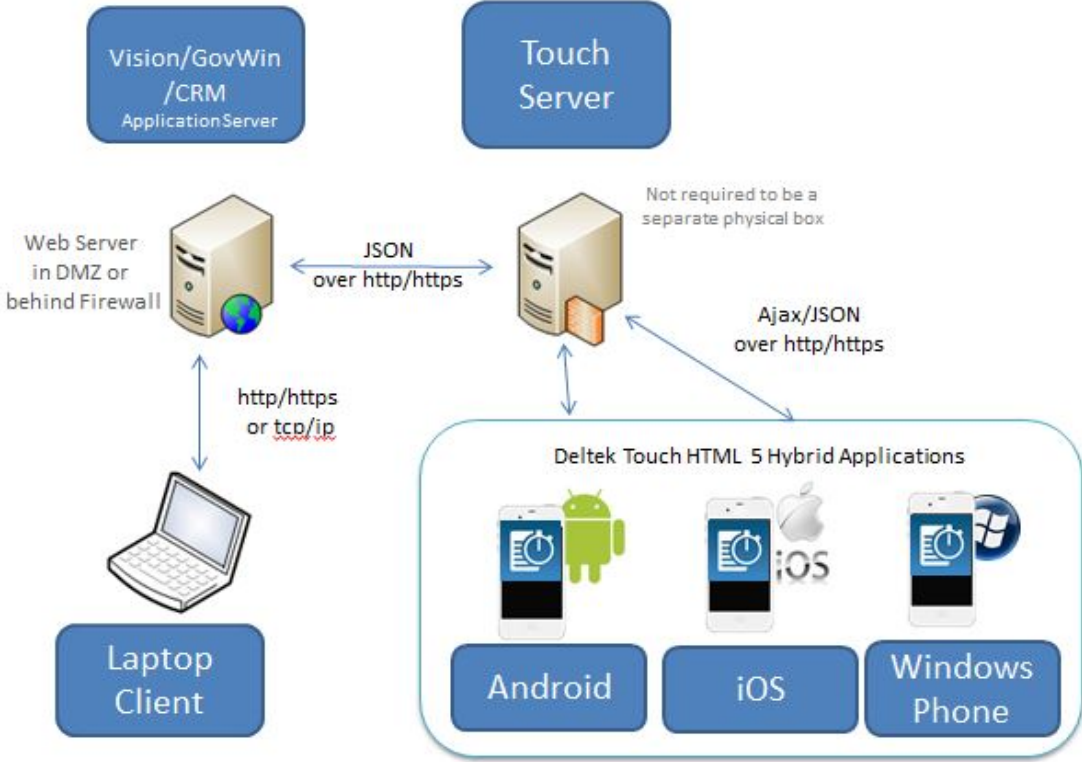 Vision/GovWin
/CRM
Application Server
Touch
Server
Not required to be a
separate physical box
Web Server
in DMZ or
behind Firewall
JSON
over http/https
Ajax/JSON
over http/https
http/https
or tcp/ip
Deltek Touch HTML 5 Hybrid Applications
iOS
Laptop
Client
Android
iOS
Windows
Phone